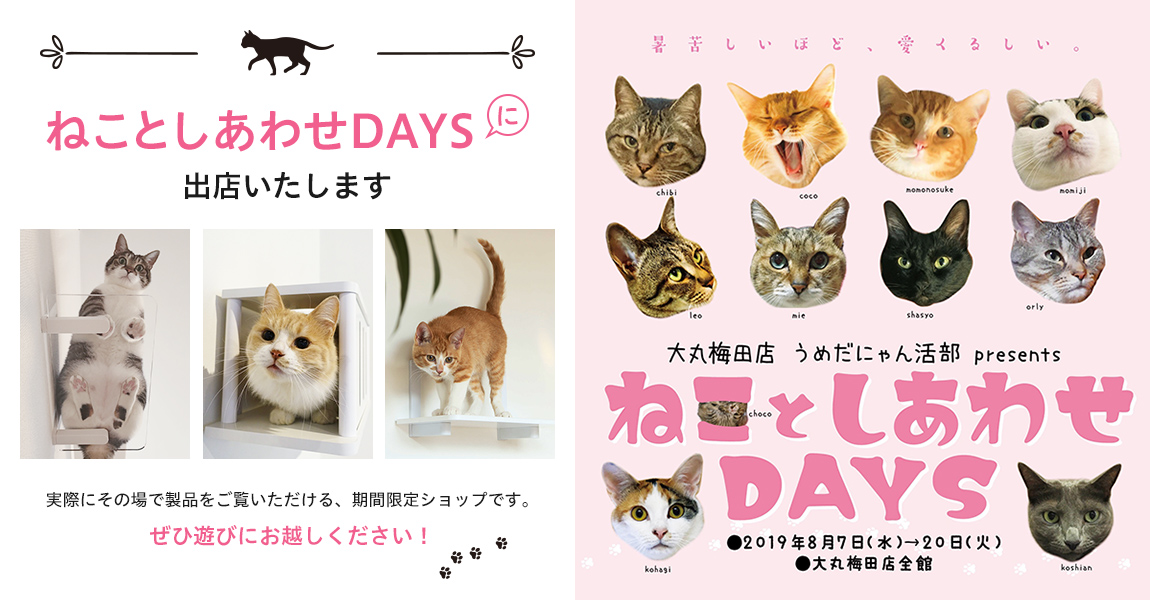 ねことしあわせDAYSに
出店いたします
実際にその場で製品をご覧いただける、期間限定ショップです。
ぜひ遊びにお越しください！
暑苦しいほど、愛くるしい。
chibi
coco
momonosuke
momiji
leo
mie
shasyo
orly
大丸梅田店 うめだにゃん活部 presents
ねことしあわせ
choco
DAYS
●2019年8月7日(水)→20日(火)
●大丸梅田店全館
kohagi
koshian